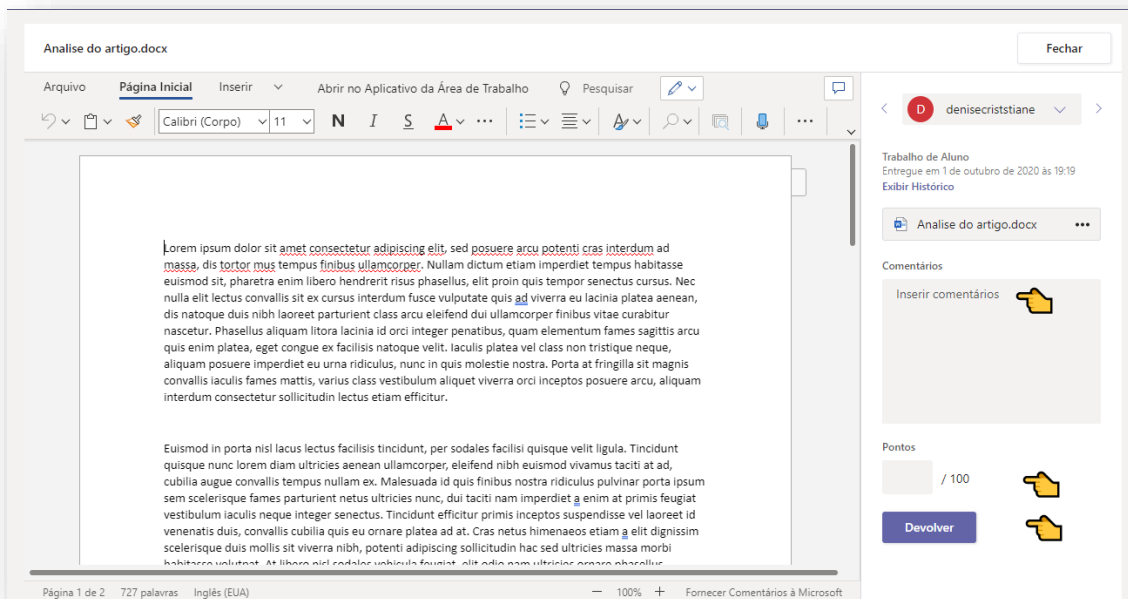 Analise do artigo.docx
Fechar
Arquivo Página Inicial Inserir Abrir no Aplicativo da Área de Trabalho Pesquisar
Calibri (Corpo) 11 N I S A
Lorem ipsum dolor sit amet consectetur adipiscing elit, sed posuere arcu potenti cras interdum ad
massa, dis tortor mus tempus finibus ullamcorper. Nullam dictum etiam imperdiet tempus habitasse
euismod sit, pharetra enim libero hendrerit risus phasellus, elit proin quis tempor senectus cursus. Nec
nulla elit lectus convallis sit ex cursus interdum fusce vulputate quis ad viverra eu lacinia platea aenean,
dis natoque duis nibh laoreet parturient class arcu eleifend dui ullamcorper finibus vitae curabitur
nascetur. Phasellus aliquam litora lacinia id orci integer penatibus, quam elementum fames sagittis arcu
quis enim platea, eget congue ex facilisis natoque velit. Iaculis platea vel class non tristique neque,
aliquam posuere imperdiet eu urna ridiculus, nunc in quis molestie nostra. Porta at fringilla sit magnis
convallis iaculis fames mattis, varius class vestibulum aliquet viverra orci inceptos posuere arcu, aliquam
interdum consectetur sollicitudin lectus etiam efficitur.
Euismod in porta nisl lacus lectus facilisis tincidunt, per sodales facilisi quisque velit ligula. Tincidunt
quisque nunc lorem diam ultricies aenean ullamcorper, eleifend nibh euismod vivamus taciti at ad,
cubilia augue convallis tempus nullam ex. Malesuada id quis finibus nostra ridiculus pulvinar porta ipsum
sem scelerisque fames parturient netus ultricies nunc, dui taciti nam imperdiet a enim at primis feugiat
vestibulum iaculis neque integer senectus. Tincidunt efficitur primis inceptos suspendisse vel laoreet id
venenatis duis, convallis cubilia quis eu ornare platea ad at. Cras netus himenaeos etiam a elit dignissim
scelerisque duis mollis sit viverra nibh, potenti adipiscing sollicitudin hac sed ultricies massa morbi
habitasse volutpat. At libero nisl sodales vehicula feugiat, elit odio nam ultricies ornare phasellus
Página 1 de 2 727 palavras Inglês (EUA) 100% Fornecer Comentários à Microsoft
D denisecriststiane
Trabalho de Aluno
Entregue em 1 de outubro de 2020 às 19:19
Exibir Histórico
Analise do artigo.docx
Comentários
Inserir comentários
Pontos
/ 100
Devolver